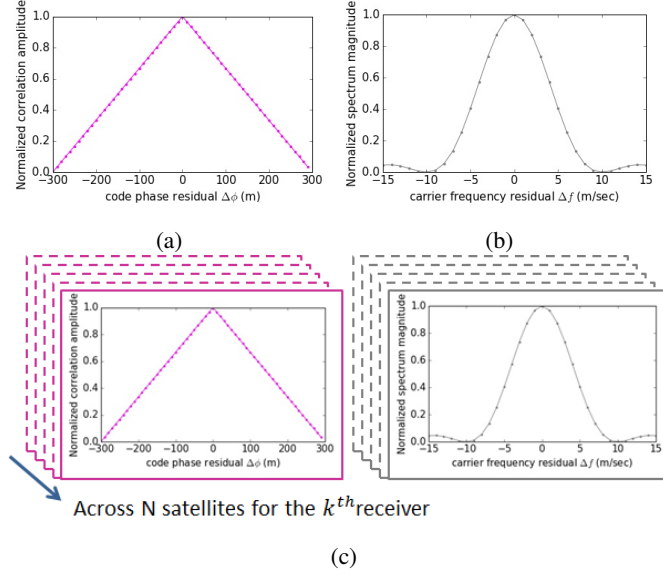 Normalized correlation amplitude
1.0
0.8
0.6
0.4
0.2
0.0
−300 −200 −100 0 100 200 300
code phase residual Δϕ (m)
(a)
Normalized spectrum magnitude
1.0
0.8
0.6
0.4
0.2
0.0
−15 −10 −5 0 5 10 15
carrier frequency residual Δf (m/sec)
(b)
Normalized correlation amplitude
1.0
0.8
0.6
0.4
0.2
0.0
−300 −200 −100 0 100 200 300
code phase residual Δϕ (m)
Normalized spectrum magnitude
1.0
0.8
0.6
0.4
0.2
0.0
−15 −10 −5 0 5 10 15
carrier frequency residual Δf (m/sec)
Across N satellites for the k^th receiver
(c)